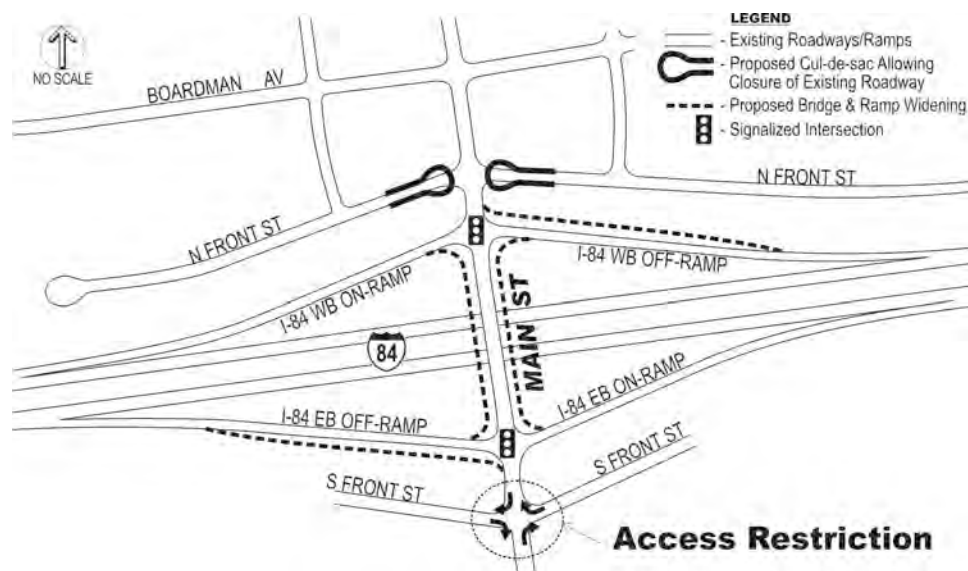 LEGEND
- Existing Roadways/Ramps
- Proposed Cul-de-sac Allowing
Closure of Existing Roadway
- Proposed Bridge & Ramp Widening
- Signalized Intersection
NO SCALE
BOARDMAN AV
N FRONT ST
N FRONT ST
I-84 WB OFF-RAMP
I-84 WB ON-RAMP
MAIN ST
84
I-84 EB ON-RAMP
I-84 EB OFF-RAMP
S FRONT ST
S FRONT ST
Access Restriction